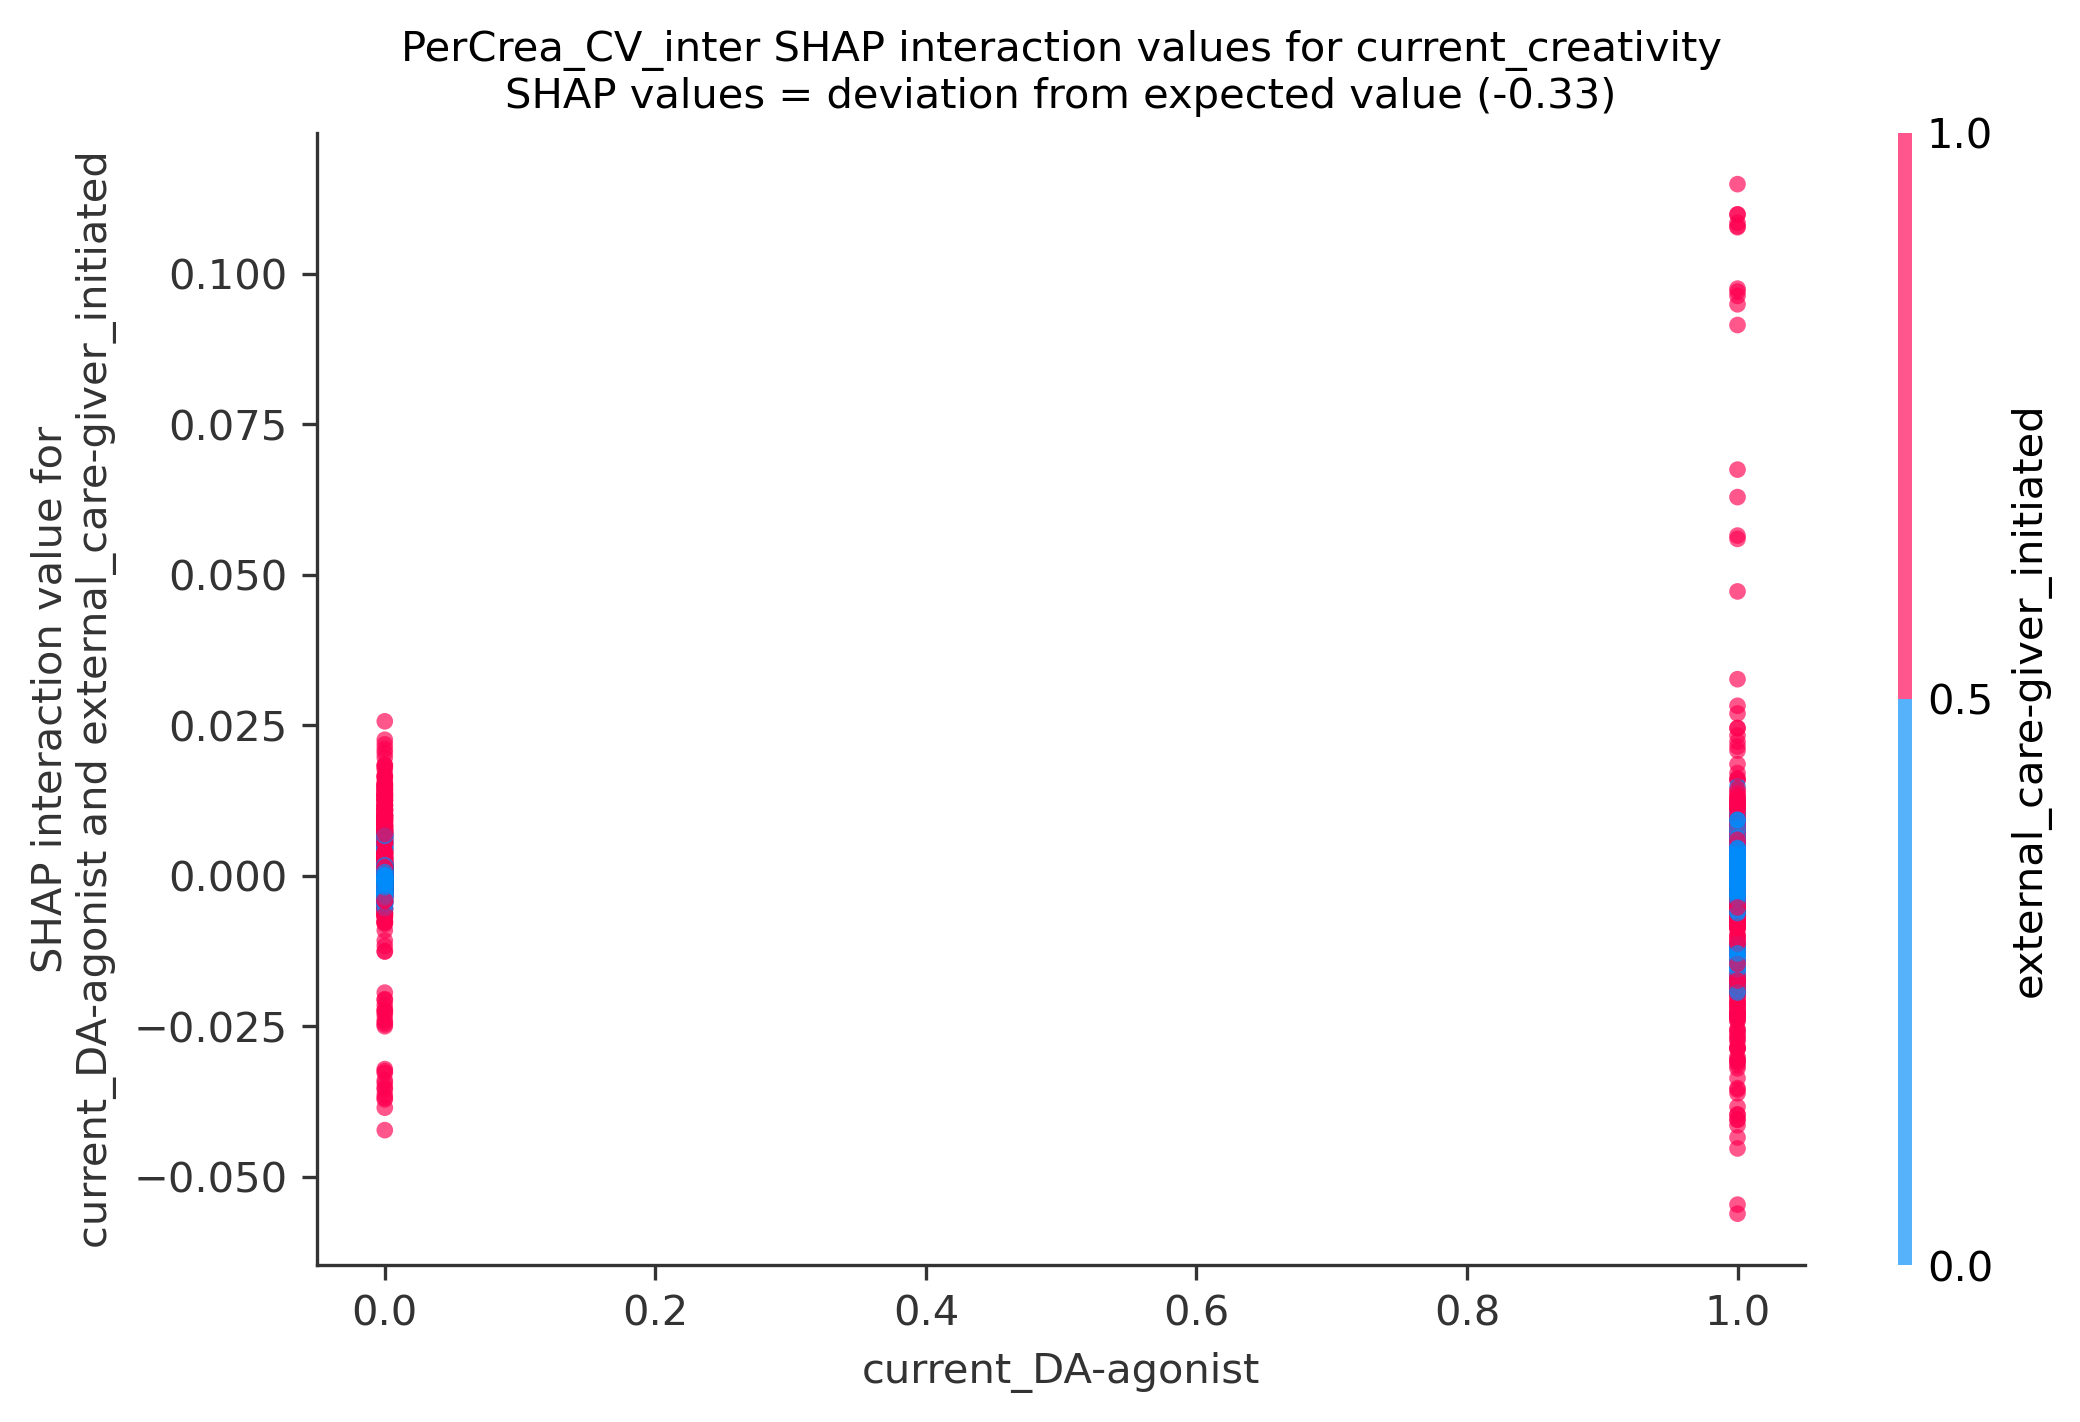 PerCrea_CV_inter SHAP interaction values for current_creativity
SHAP values = deviation from expected value (-0.33)
SHAP interaction value for
current_DA-agonist and external_care-giver_initiated
0.100
0.075
0.050
0.025
0.000
−0.025
−0.050
0.0
0.2
0.4
0.6
0.8
1.0
current_DA-agonist
1.0
0.5
0.0
external_care-giver_initiated